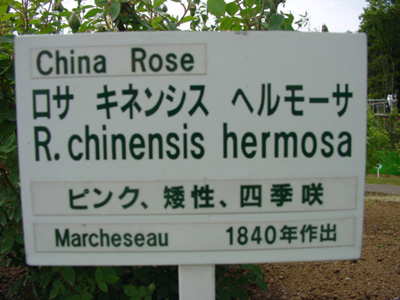 China Rose
ロサ キネンシス ヘルモーサ
R. chinensis hermosa
ピンク、矮性、四季咲
Marcheseau 1840年作出